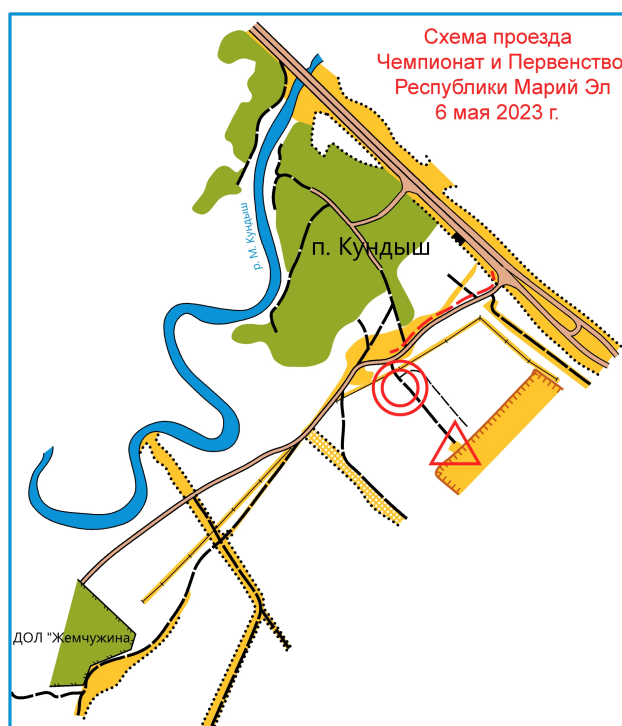 Схема проезда
Чемпионат и Первенство
Республики Марий Эл
6 мая 2023 г.
р. М. Кундыш
п. Кундыш
ДОЛ "Жемчужина